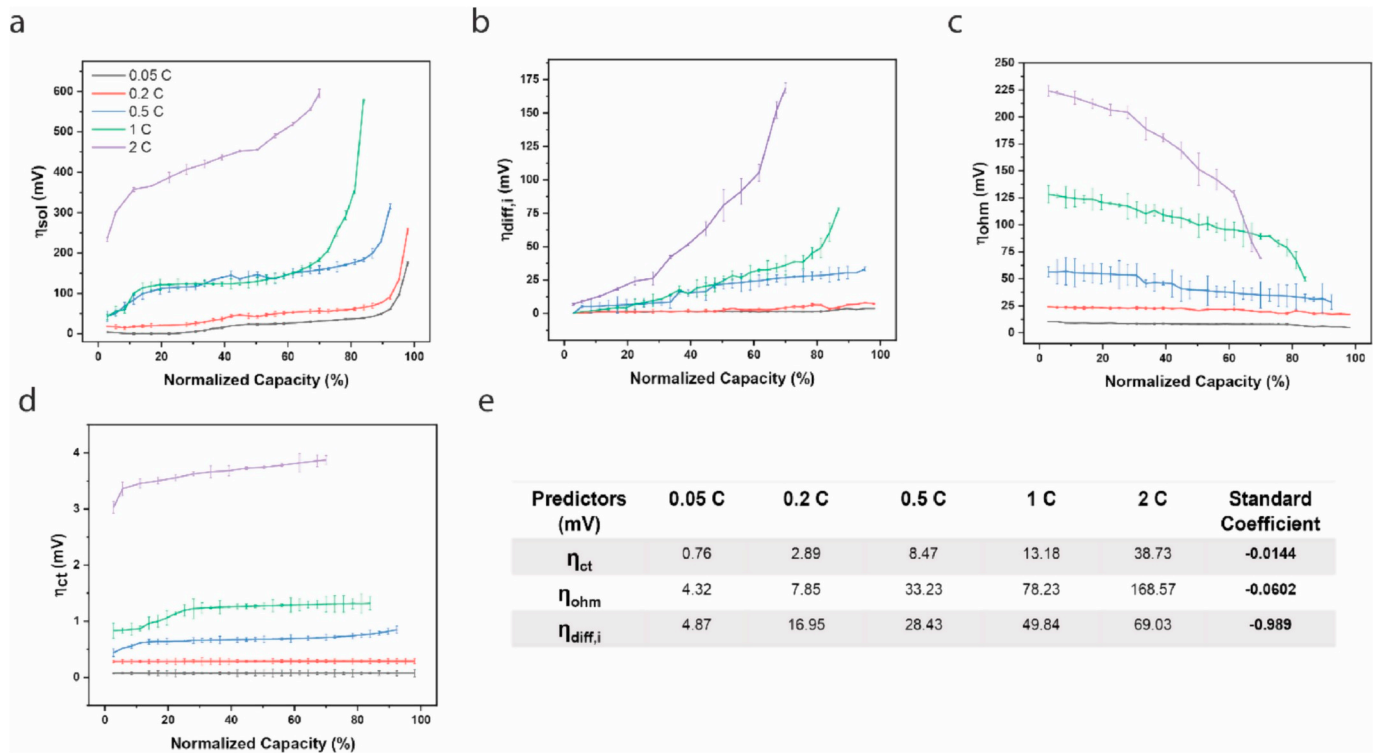 a
b
c
0.05 C
0.2 C
0.5 C
1 C
2 C
600
500
400
300
200
100
0
ηsol (mV)
0 20 40 60 80 100
Normalized Capacity (%)
175
150
125
100
75
50
25
0
ηdiff,i (mV)
0 20 40 60 80 100
Normalized Capacity (%)
250
225
200
175
150
125
100
75
50
25
0
ηohm (mV)
0 20 40 60 80 100
Normalized Capacity (%)
d
e
4
3
2
1
0
ηct (mV)
0 20 40 60 80 100
Normalized Capacity (%)
Predictors 0.05 C 0.2 C 0.5 C 1 C 2 C Standard
(mV) Coefficient
ηct 0.76 2.89 8.47 13.18 38.73 -0.0144
ηohm 4.32 7.85 33.23 78.23 168.57 -0.0602
ηdiff,i 4.87 16.95 28.43 49.84 69.03 -0.989